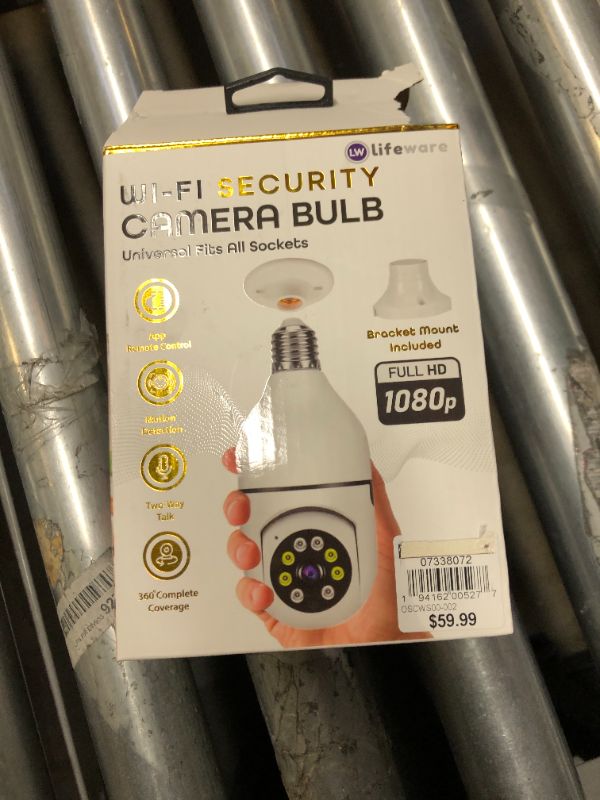 LW lifeware
WI-FI SECURITY
CAMERA BULB
Universal Fits All Sockets
App
Remote Control
Motion
Detection
Two-Way
Talk
360° Complete
Coverage
Bracket Mount
Included
FULL HD
1080p
07338072
1 94162 00527 7
OSCWS00-002
$59.99